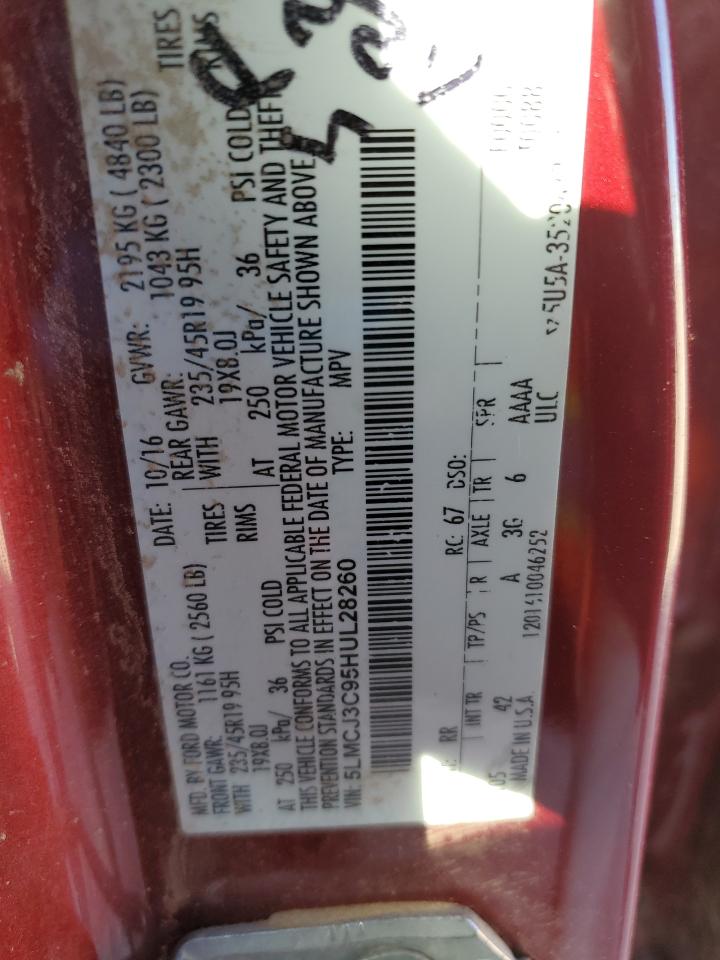 MFD. BY FORD MOTOR CO.
DATE: 10/16 GVWR: 2195 KG ( 4840 LB)
FRONT GAWR: 1161 KG ( 2560 LB) REAR GAWR: 1043 KG ( 2300 LB)
WITH 235/45R19 95H TIRES WITH 235/45R19 95H TIRES
19X8.0J RIMS 19X8.0J RIMS
AT 250 kPa/ 36 PSI COLD AT 250 kPa/ 36 PSI COLD
THIS VEHICLE CONFORMS TO ALL APPLICABLE FEDERAL MOTOR VEHICLE SAFETY AND THEFT
PREVENTION STANDARDS IN EFFECT ON THE DATE OF MANUFACTURE SHOWN ABOVE
VIN: 5LMCJ3C95HUL28260 TYPE: MPV
RR RC: 67 DSO:
INT TR TP/PS R AXLE TR SPR
42 A 3G 6 AAAA
MADE IN U.S.A. ULC